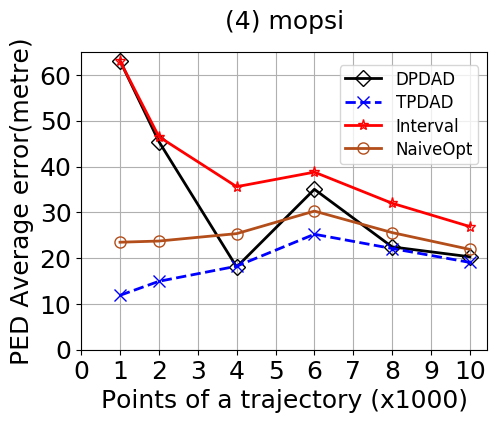 (4) mopsi
PED Average error(metre)
60
50
40
30
20
10
0
DPDAD
TPDAD
Interval
NaiveOpt
0 1 2 3 4 5 6 7 8 9 10
Points of a trajectory (x1000)